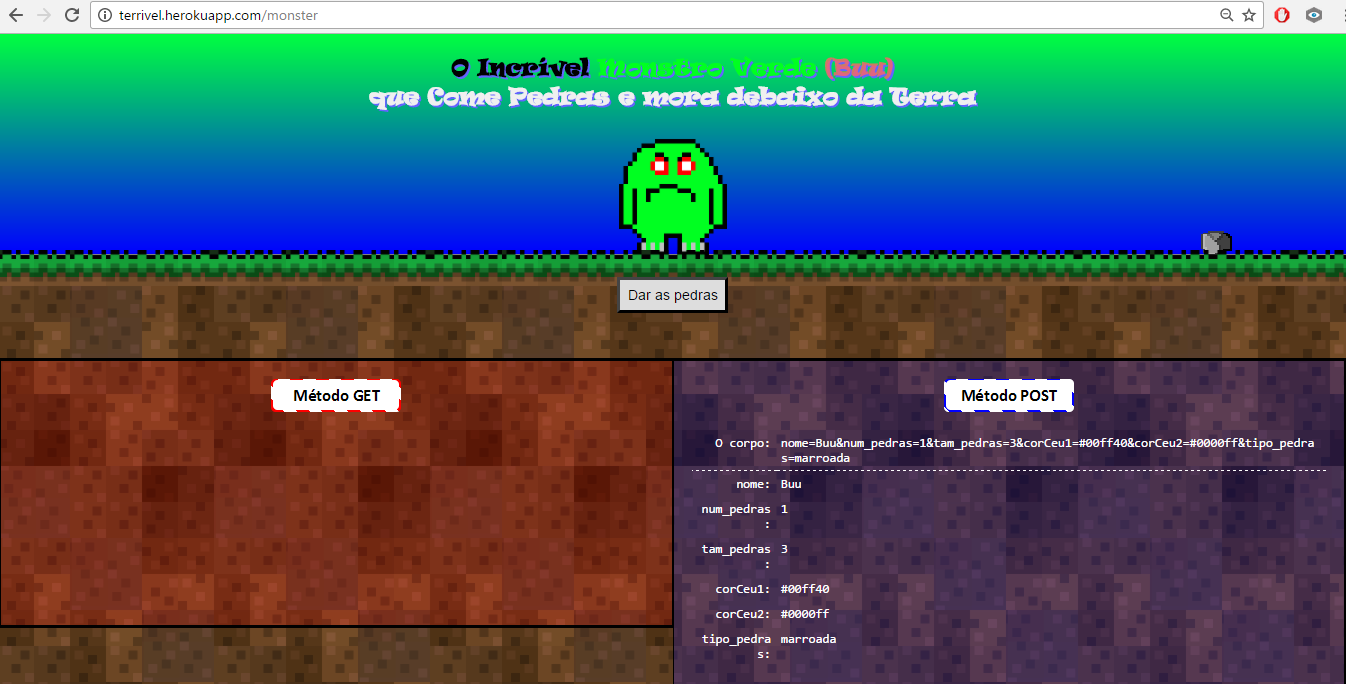 terrivel.herokuapp.com/monster
O Incrível Monstro Verde (Buu)
que Come Pedras e mora debaixo da Terra
Dar as pedras
Método GET
Método POST
O corpo: nome=Buu&num_pedras=1&tam_pedras=3&corCeu1=#00ff40&corCeu2=#0000ff&tipo_pedra
s=marroada
nome: Buu
num_pedras 1
:
tam_pedras 3
:
corCeu1: #00ff40
corCeu2: #0000ff
tipo_pedra marroada
s: